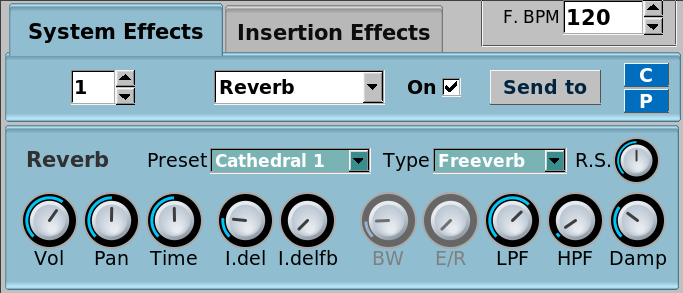 F. BPM 120
System Effects Insertion Effects
1 Reverb On Send to C
P
Reverb Preset Cathedral 1 Type Freeverb R.S.
Vol Pan Time I.del I.delfb BW E/R LPF HPF Damp